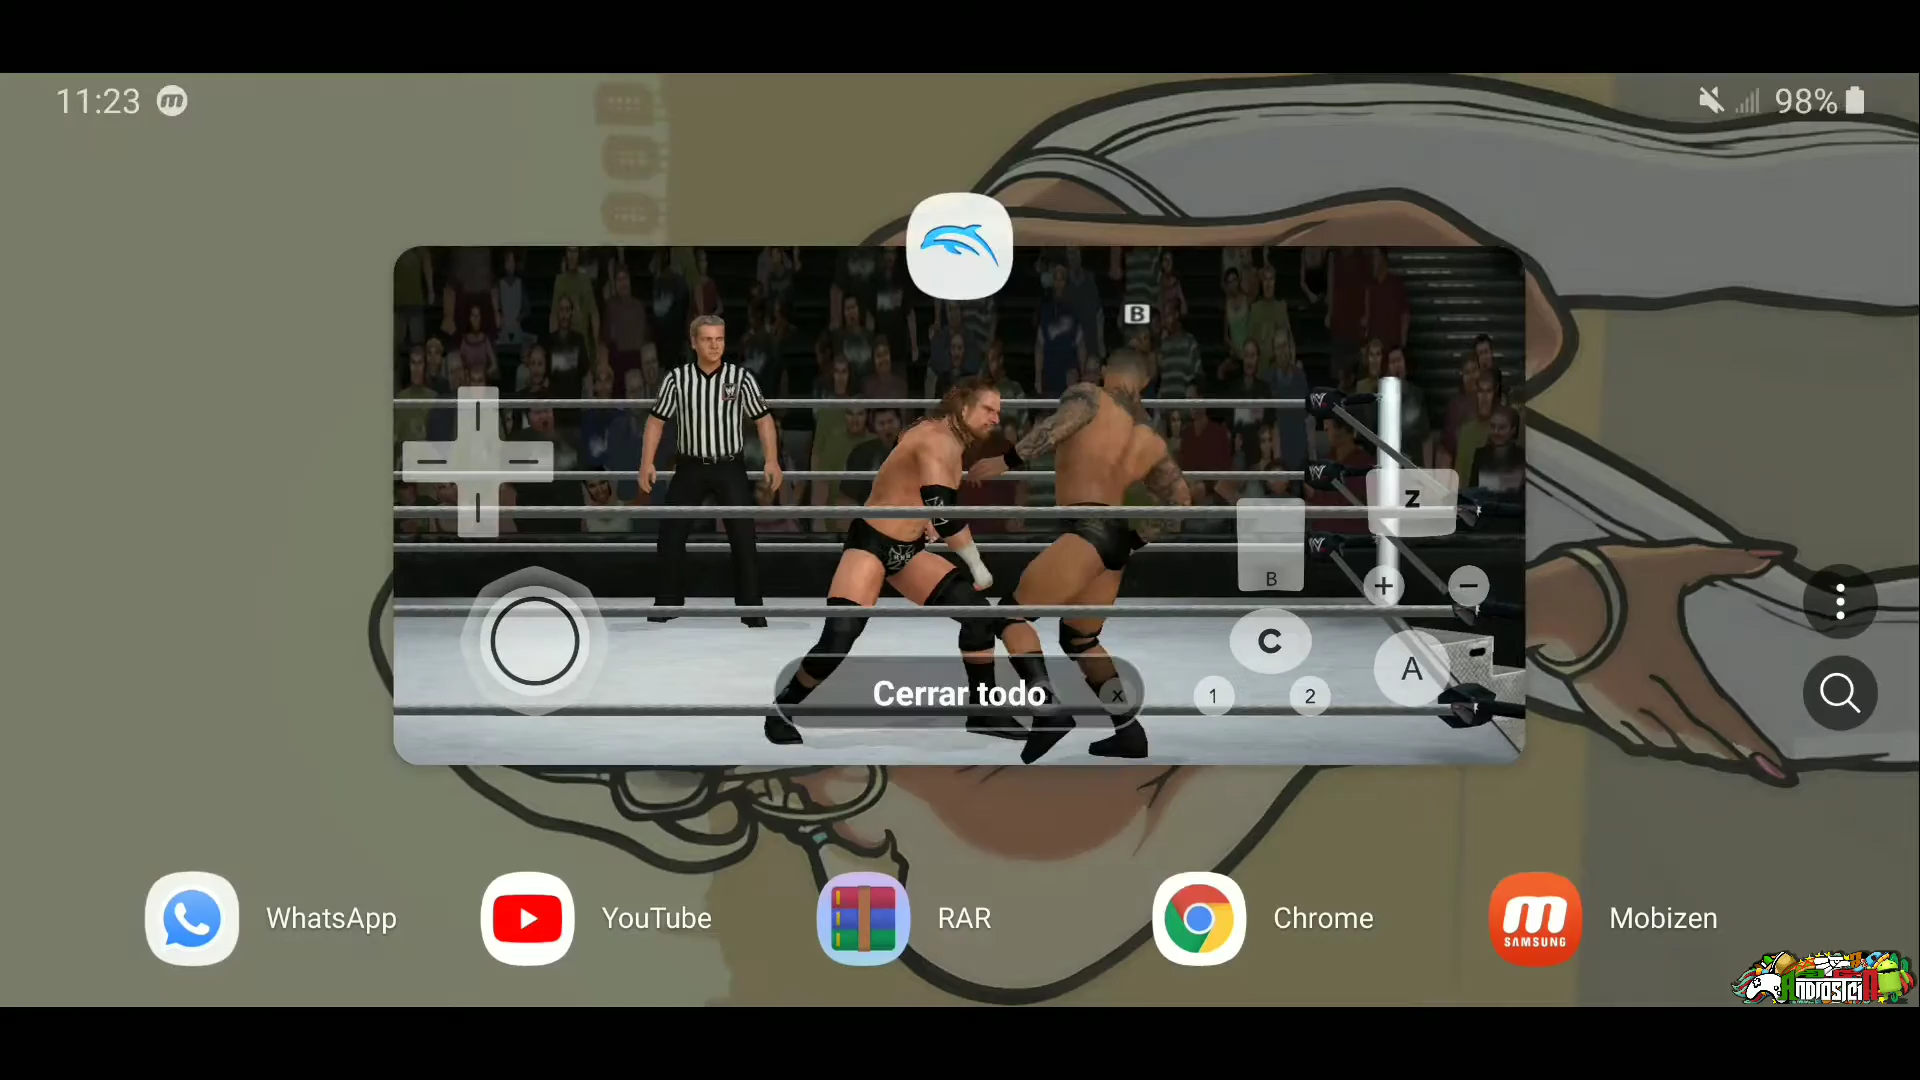 11:23
98%
B
Z
B
+
-
C
A
Cerrar todo
x
1
2
WhatsApp
YouTube
RAR
Chrome
SAMSUNG
Mobizen